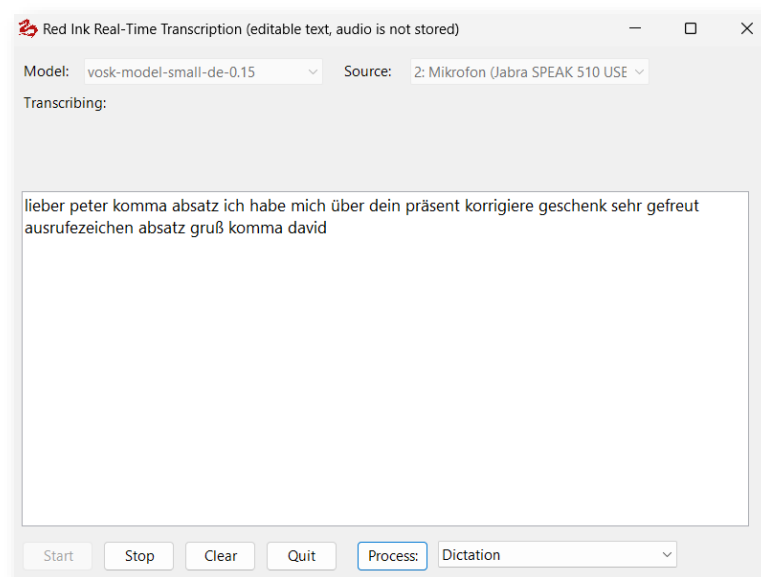 Red Ink Real-Time Transcription (editable text, audio is not stored)
Model: vosk-model-small-de-0.15 Source: 2: Mikrofon (Jabra SPEAK 510 USE
Transcribing:
lieber peter komma absatz ich habe mich über dein präsent korrigiere geschenk sehr gefreut
ausrufezeichen absatz gruß komma david
Start Stop Clear Quit Process: Dictation